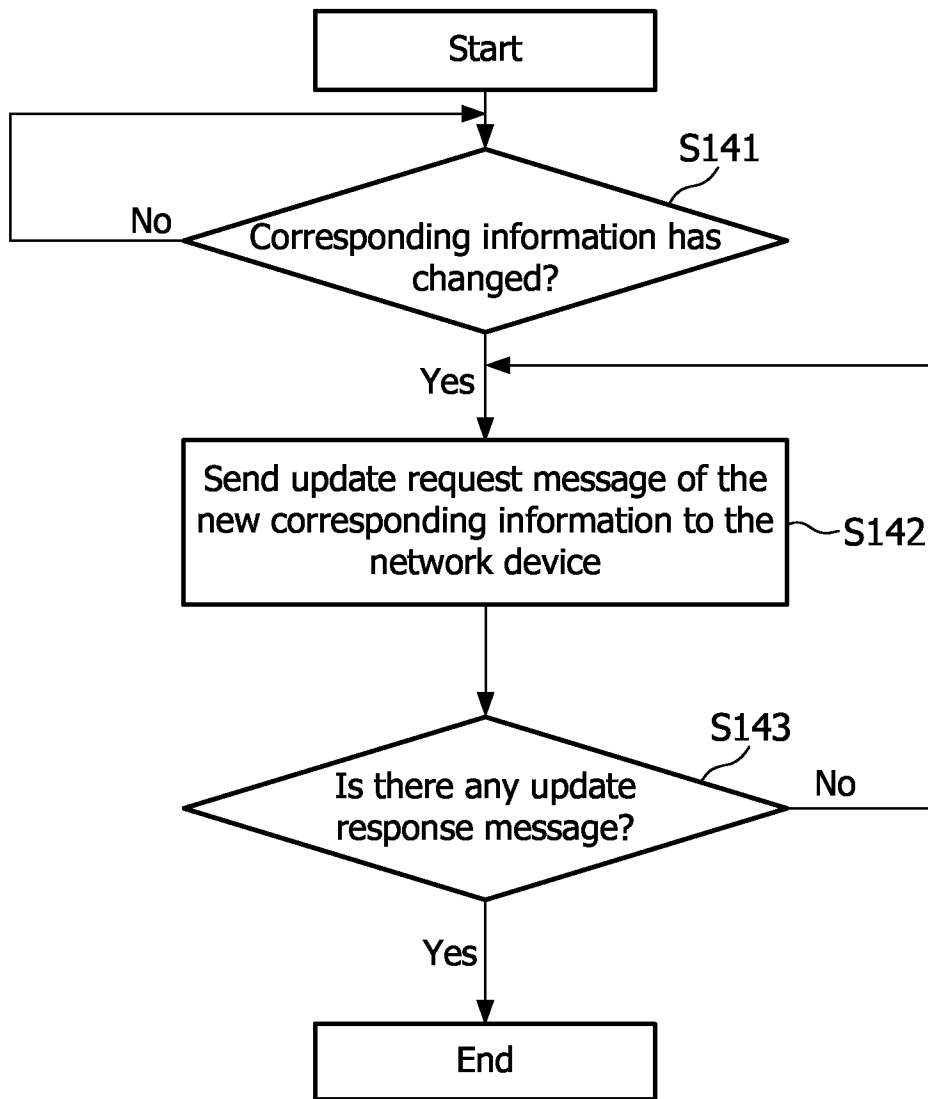 Start
S141
No
Corresponding information has
changed?
Yes
Send update request message of the
new corresponding information to the
network device
S142
S143
Is there any update
response message?
No
Yes
End